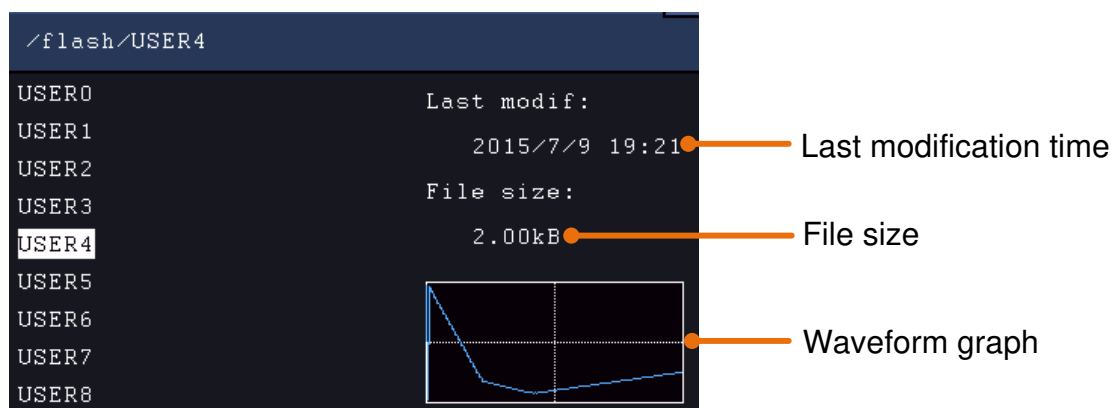 /flash/USER4
USER0
USER1
USER2
USER3
USER4
USER5
USER6
USER7
USER8
Last modif:
2015/7/9 19:21
File size:
2.00kB
Last modification time
File size
Waveform graph